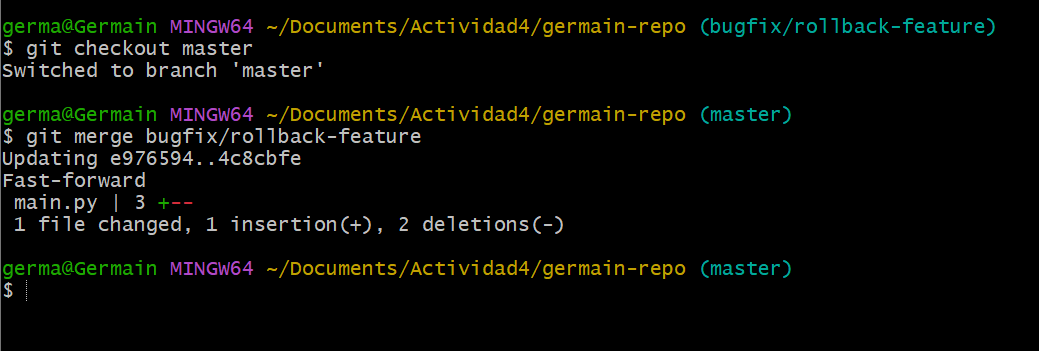 germa@Germain MINGW64 ~/Documents/Actividad4/germain-repo (bugfix/rollback-feature)
$ git checkout master
Switched to branch 'master'
germa@Germain MINGW64 ~/Documents/Actividad4/germain-repo (master)
$ git merge bugfix/rollback-feature
Updating e976594..4c8cbfe
Fast-forward
 main.py | 3 +--
 1 file changed, 1 insertion(+), 2 deletions(-)
germa@Germain MINGW64 ~/Documents/Actividad4/germain-repo (master)
$